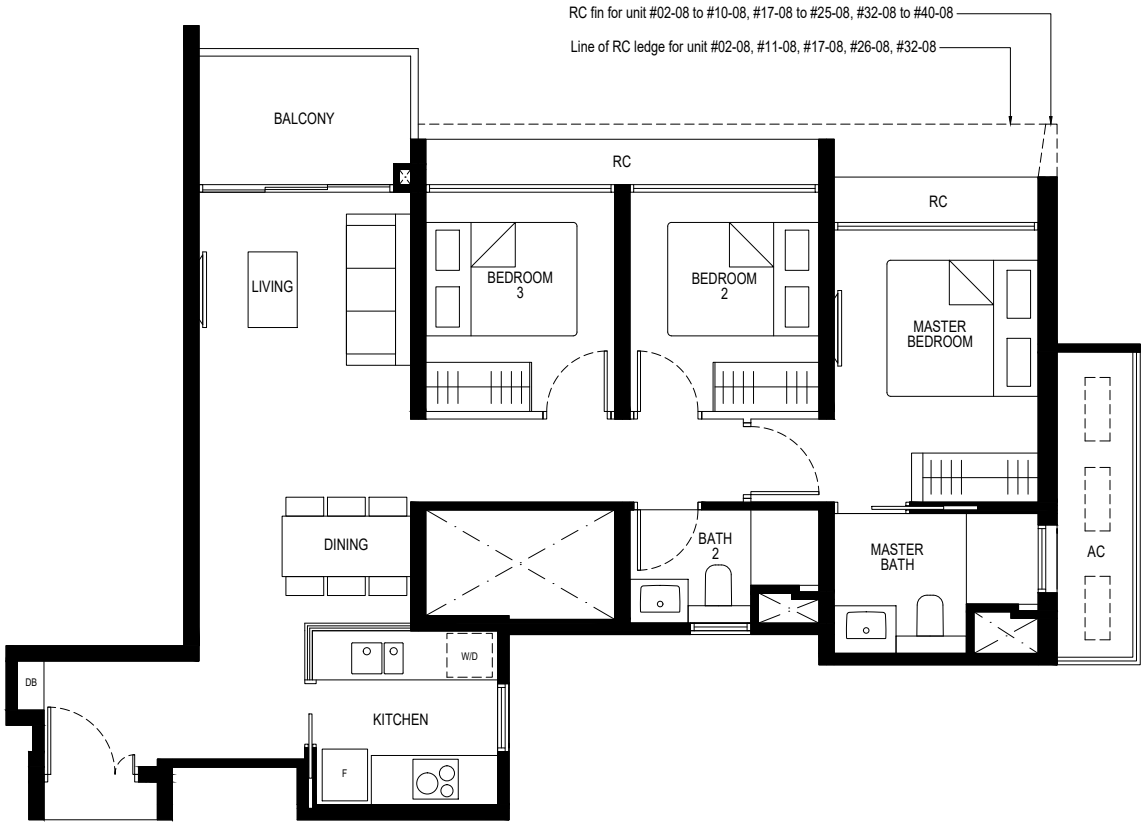 RC fin for unit #02-08 to #10-08, #17-08 to #25-08, #32-08 to #40-08
Line of RC ledge for unit #02-08, #11-08, #17-08, #26-08, #32-08
BALCONY
RC
RC
LIVING
BEDROOM
3
BEDROOM
2
MASTER
BEDROOM
DINING
BATH
2
MASTER
BATH
AC
W/D
DB
KITCHEN
F